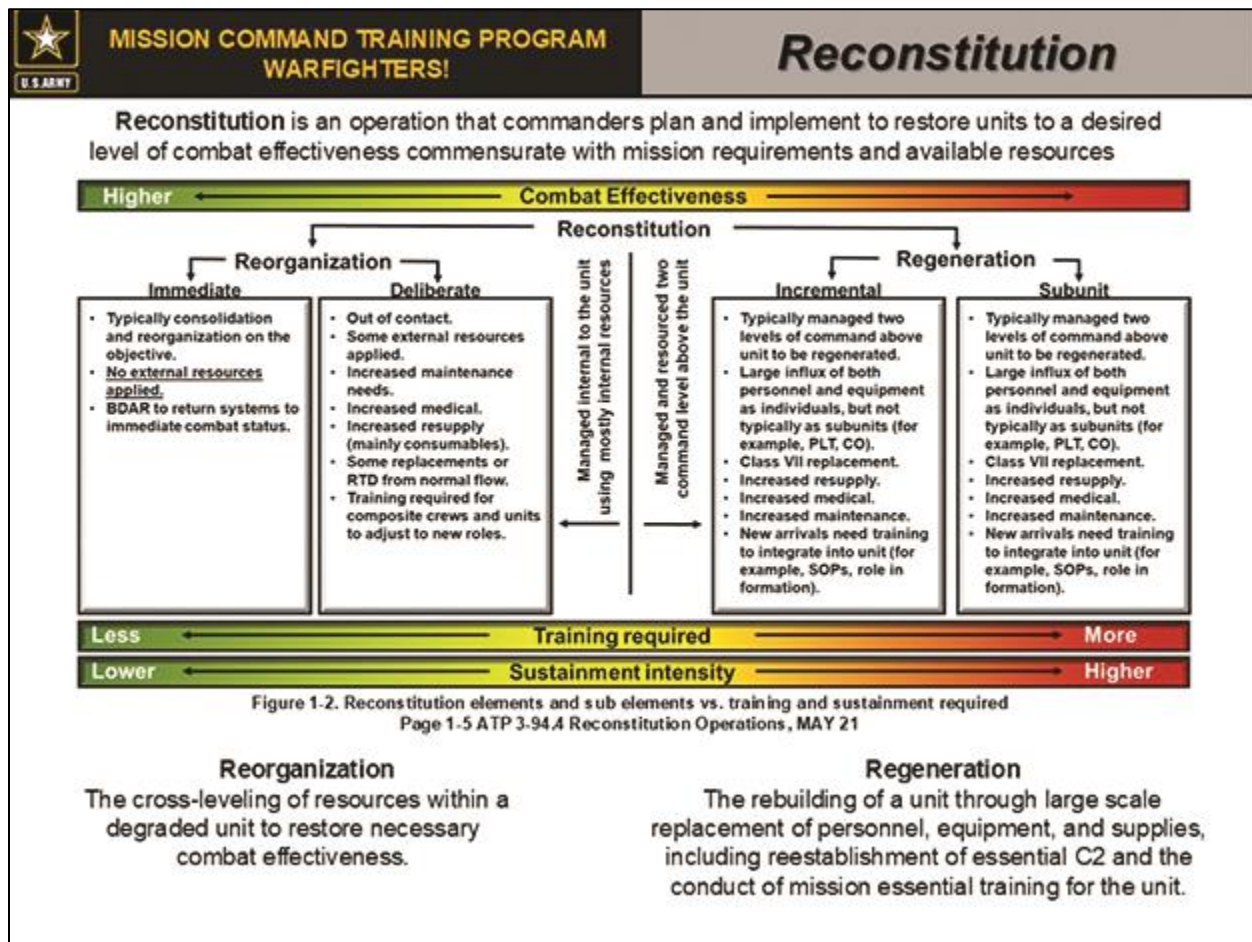 U.S.ARMY
MISSION COMMAND TRAINING PROGRAM
WARFIGHTERS!
Reconstitution
Reconstitution is an operation that commanders plan and implement to restore units to a desired
level of combat effectiveness commensurate with mission requirements and available resources
Higher
Combat Effectiveness
Reconstitution
Reorganization
Immediate
• Typically consolidation
and reorganization on the
objective.
• No external resources
applied.
• BDAR to return systems to
immediate combat status.
Deliberate
• Out of contact.
• Some external resources
applied.
• Increased maintenance
needs.
• Increased medical.
• Increased resupply
(mainly consumables).
• Some replacements or
RTD from normal flow.
• Training required for
composite crews and units
to adjust to new roles.
Managed internal to the unit
using mostly internal resources
Managed and resourced two
command level above the unit
Regeneration
Incremental
• Typically managed two
levels of command above
unit to be regenerated.
• Large influx of both
personnel and equipment
as individuals, but not
typically as subunits (for
example, PLT, CO).
• Class VII replacement.
• Increased resupply.
• Increased medical.
• Increased maintenance.
• New arrivals need training
to integrate into unit (for
example, SOPs, role in
formation).
Subunit
• Typically managed two
levels of command above
unit to be regenerated.
• Large influx of both
personnel and equipment
as individuals, but not
typically as subunits (for
example, PLT, CO).
• Class VII replacement.
• Increased resupply.
• Increased medical.
• Increased maintenance.
• New arrivals need training
to integrate into unit (for
example, SOPs, role in
formation).
Less
Training required
More
Lower
Sustainment intensity
Higher
Figure 1-2. Reconstitution elements and sub elements vs. training and sustainment required
Page 1-5 ATP 3-94.4 Reconstitution Operations, MAY 21
Reorganization
The cross-leveling of resources within a
degraded unit to restore necessary
combat effectiveness.
Regeneration
The rebuilding of a unit through large scale
replacement of personnel, equipment, and supplies,
including reestablishment of essential C2 and the
conduct of mission essential training for the unit.